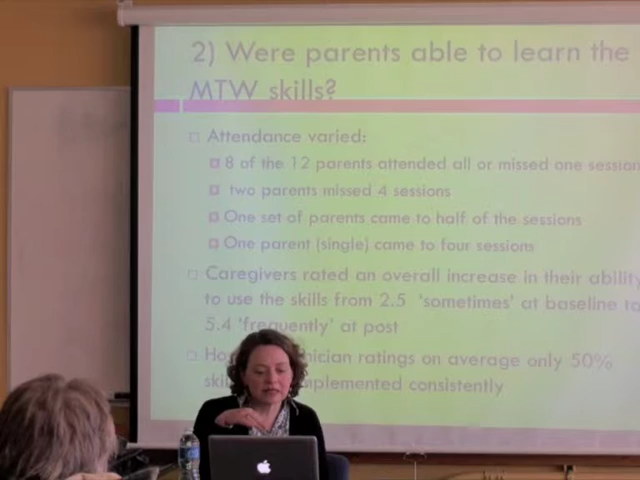 2) Were parents able to learn the
MTW skills?
Attendance varied:
8 of the 12 parents attended all or missed one session
two parents missed 4 sessions
One set of parents came to half of the sessions
One parent (single) came to four sessions
Caregivers rated an overall increase in their ability
to use the skills from 2.5 'sometimes' at baseline to
5.4 'frequently' at post
ratings on average only 50%
implemented consistently